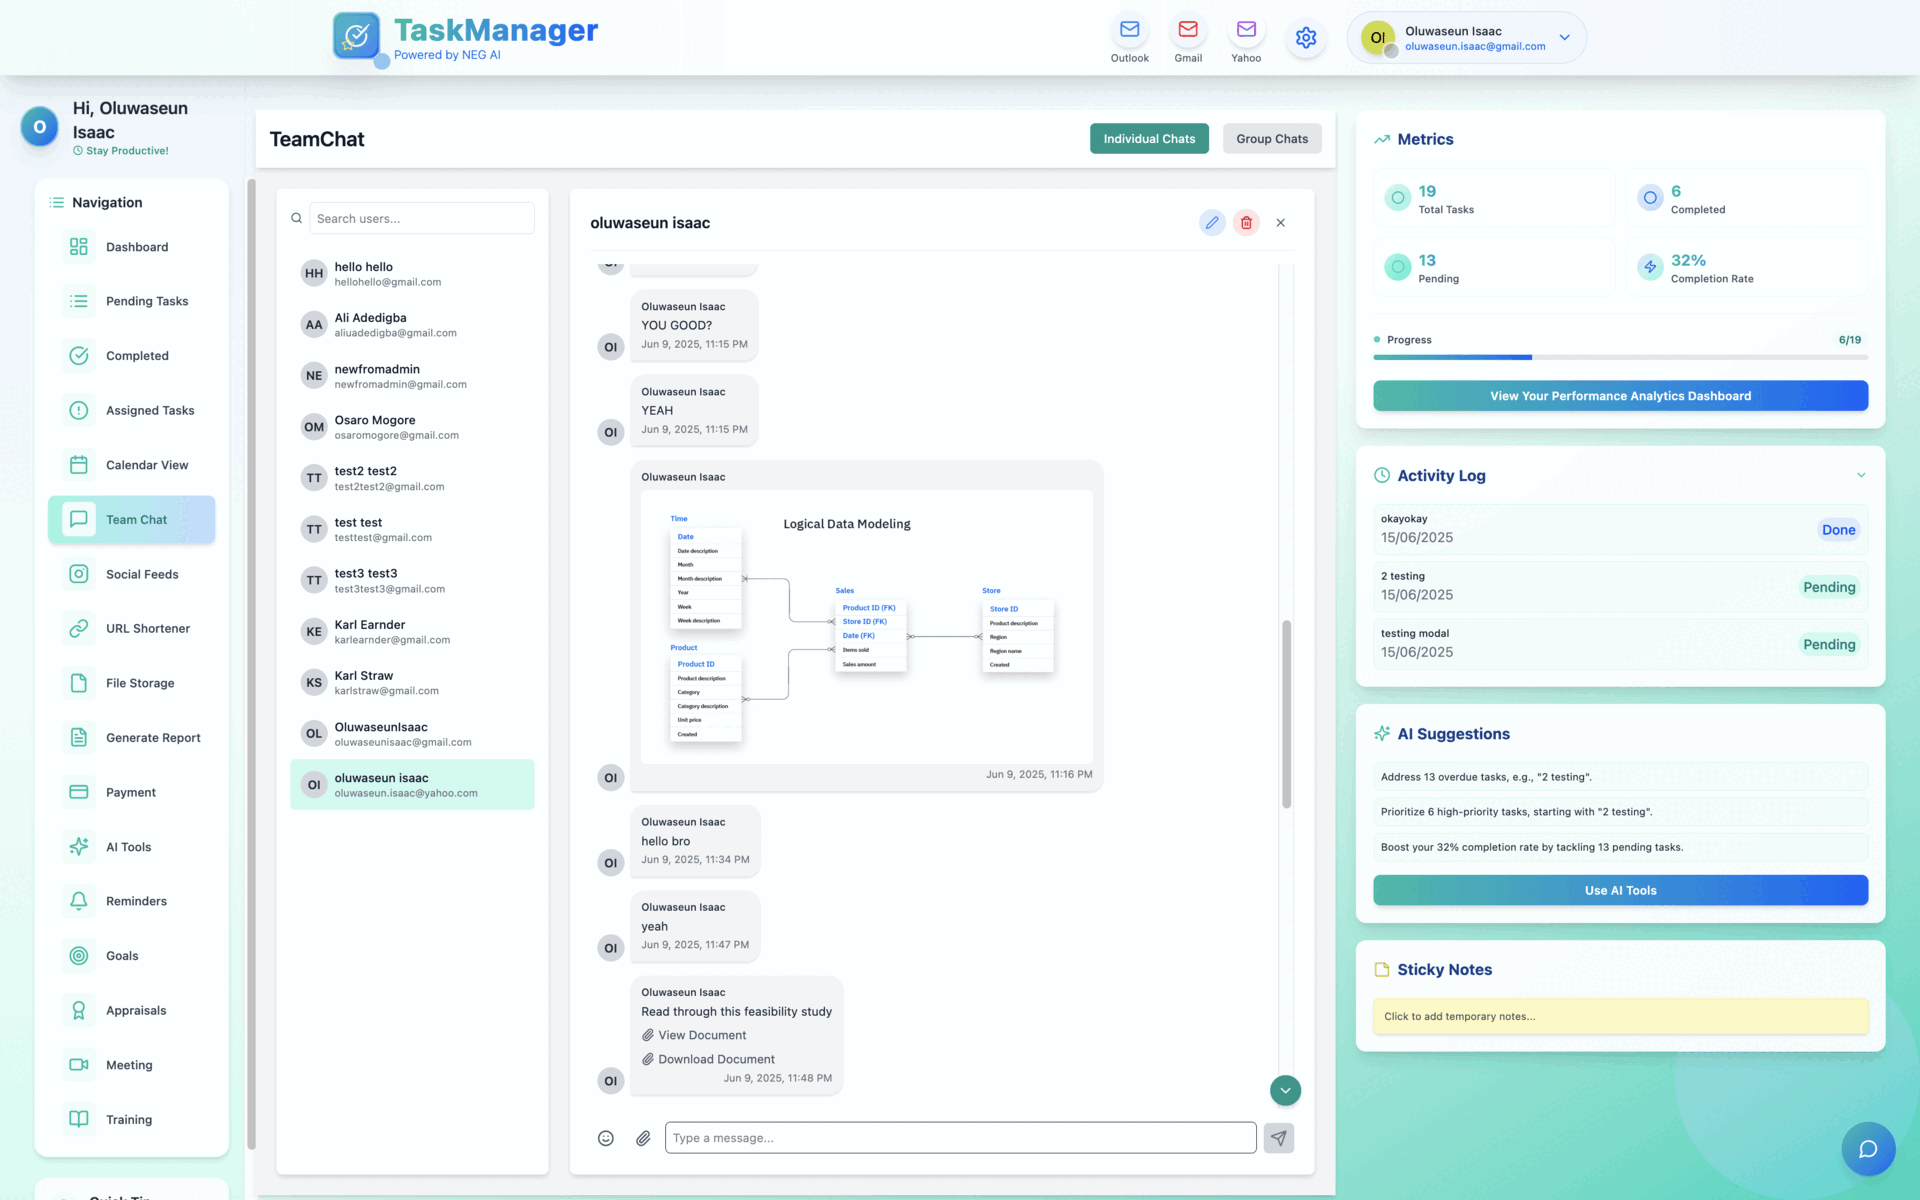 TaskManager
Powered by NEG AI
Outlook
Gmail
Yahoo
OI
Oluwaseun Isaac
oluwaseun.isaac@gmail.com
O
Hi, Oluwaseun
Isaac
Stay Productive!
Navigation
Dashboard
Pending Tasks
Completed
Assigned Tasks
Calendar View
Team Chat
Social Feeds
URL Shortener
File Storage
Generate Report
Payment
AI Tools
Reminders
Goals
Appraisals
Meeting
Training
TeamChat
Individual Chats
Group Chats
Search users...
HH
hello hello
hellohello@gmail.com
AA
Ali Adedigba
aliuadedigba@gmail.com
NE
newfromadmin
newfromadmin@gmail.com
OM
Osaro Mogore
osaromogore@gmail.com
TT
test2 test2
test2test2@gmail.com
TT
test test
testtest@gmail.com
TT
test3 test3
test3test3@gmail.com
KE
Karl Earnder
karlearnder@gmail.com
KS
Karl Straw
karlstraw@gmail.com
OL
OluwaseunIsaac
oluwaseunisaac@gmail.com
OI
oluwaseun isaac
oluwaseun.isaac@yahoo.com
oluwaseun isaac
Oluwaseun Isaac
YOU GOOD?
Jun 9, 2025, 11:15 PM
OI
Oluwaseun Isaac
YEAH
Jun 9, 2025, 11:15 PM
OI
Oluwaseun Isaac
Logical Data Modeling
Time
Date
Date description
Month
Month description
Year
Week
Week description
Product
Product ID
Product description
Category
Category description
Unit price
Created
Sales
Product ID (FK)
Store ID (FK)
Date (FK)
Items sold
Sales amount
Store
Store ID
Product description
Region
Region name
Created
Jun 9, 2025, 11:16 PM
OI
Oluwaseun Isaac
hello bro
Jun 9, 2025, 11:34 PM
OI
Oluwaseun Isaac
yeah
Jun 9, 2025, 11:47 PM
OI
Oluwaseun Isaac
Read through this feasibility study
View Document
Download Document
Jun 9, 2025, 11:48 PM
OI
Type a message...
Metrics
19
Total Tasks
6
Completed
13
Pending
32%
Completion Rate
Progress
6/19
View Your Performance Analytics Dashboard
Activity Log
okayokay
15/06/2025
Done
2 testing
15/06/2025
Pending
testing modal
15/06/2025
Pending
AI Suggestions
Address 13 overdue tasks, e.g., "2 testing".
Prioritize 6 high-priority tasks, starting with "2 testing".
Boost your 32% completion rate by tackling 13 pending tasks.
Use AI Tools
Sticky Notes
Click to add temporary notes...